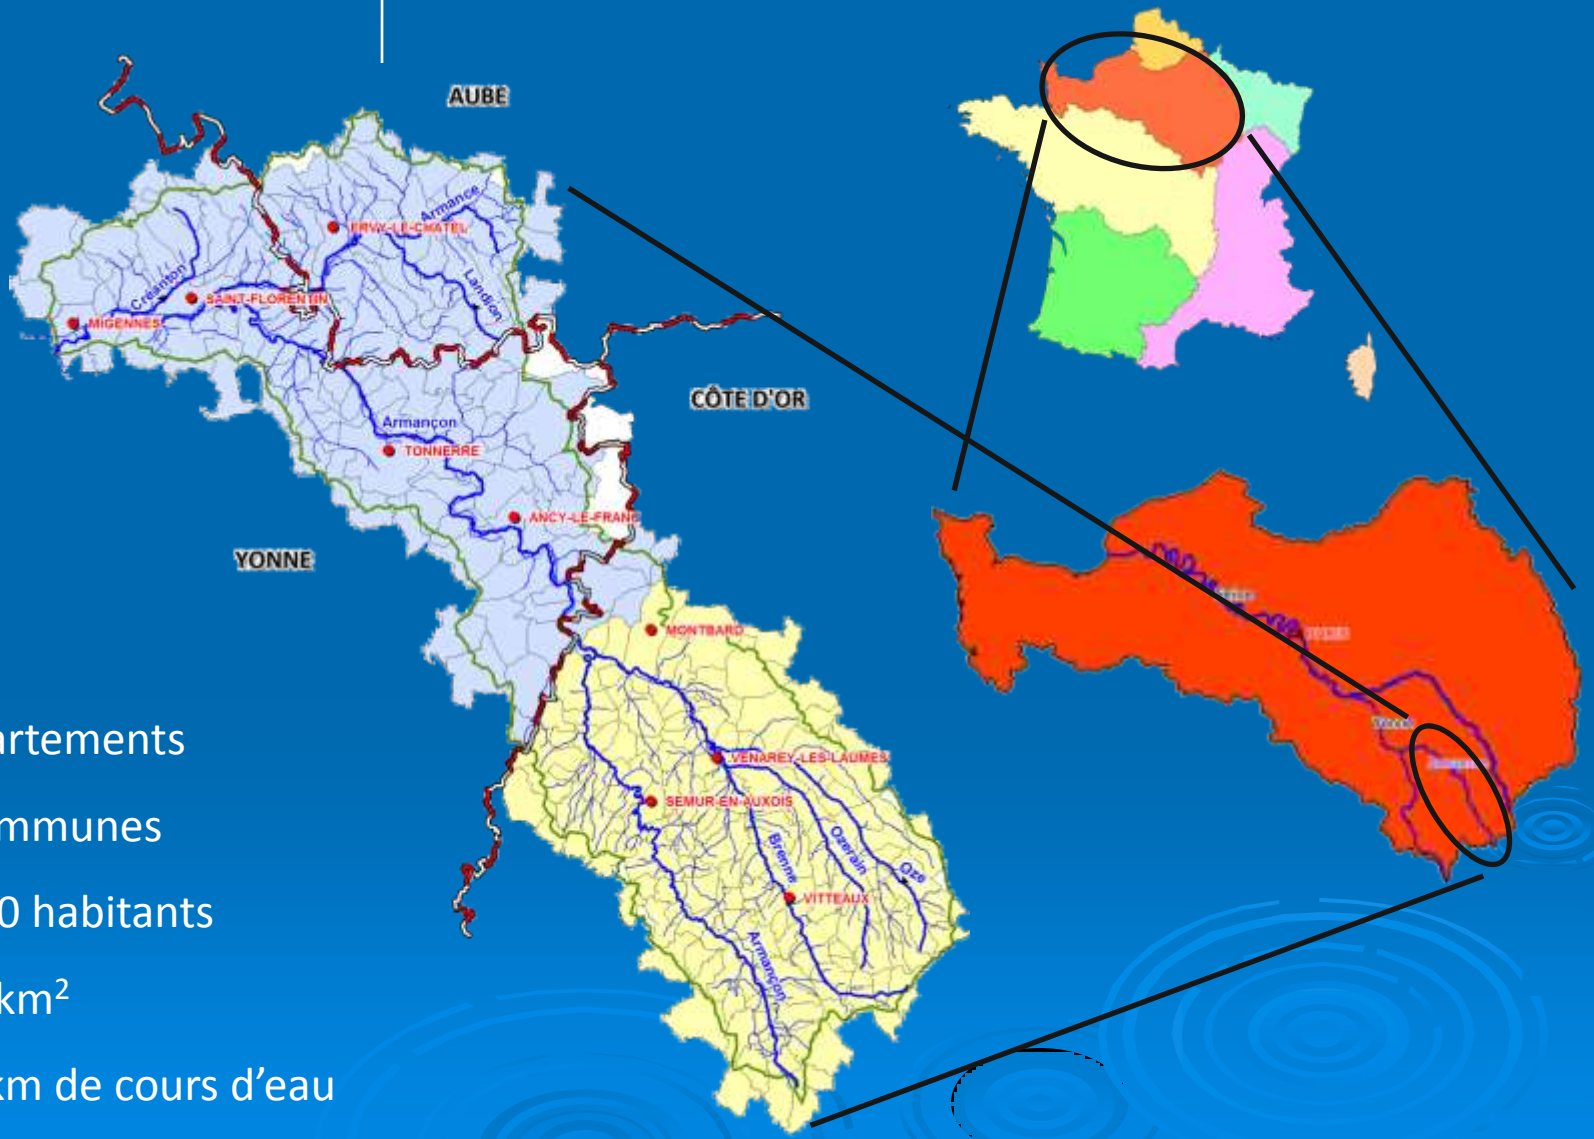 AUBE
Armance
ERVY-LE-CHATEL
Créanton
Landion
SAINT-FLORENTIN
MIGENNES
CÔTE D'OR
Armançon
TONNERRE
ANCY-LE-FRANC
YONNE
MONTBARD
PARIS
artements
VENAREY-LES-LAUMES
SEMUR-EN-AUXOIS
mmunes
Brenne
Ozerain
Oze
VITTEAUX
0 habitants
Armançon
km²
km de cours d’eau